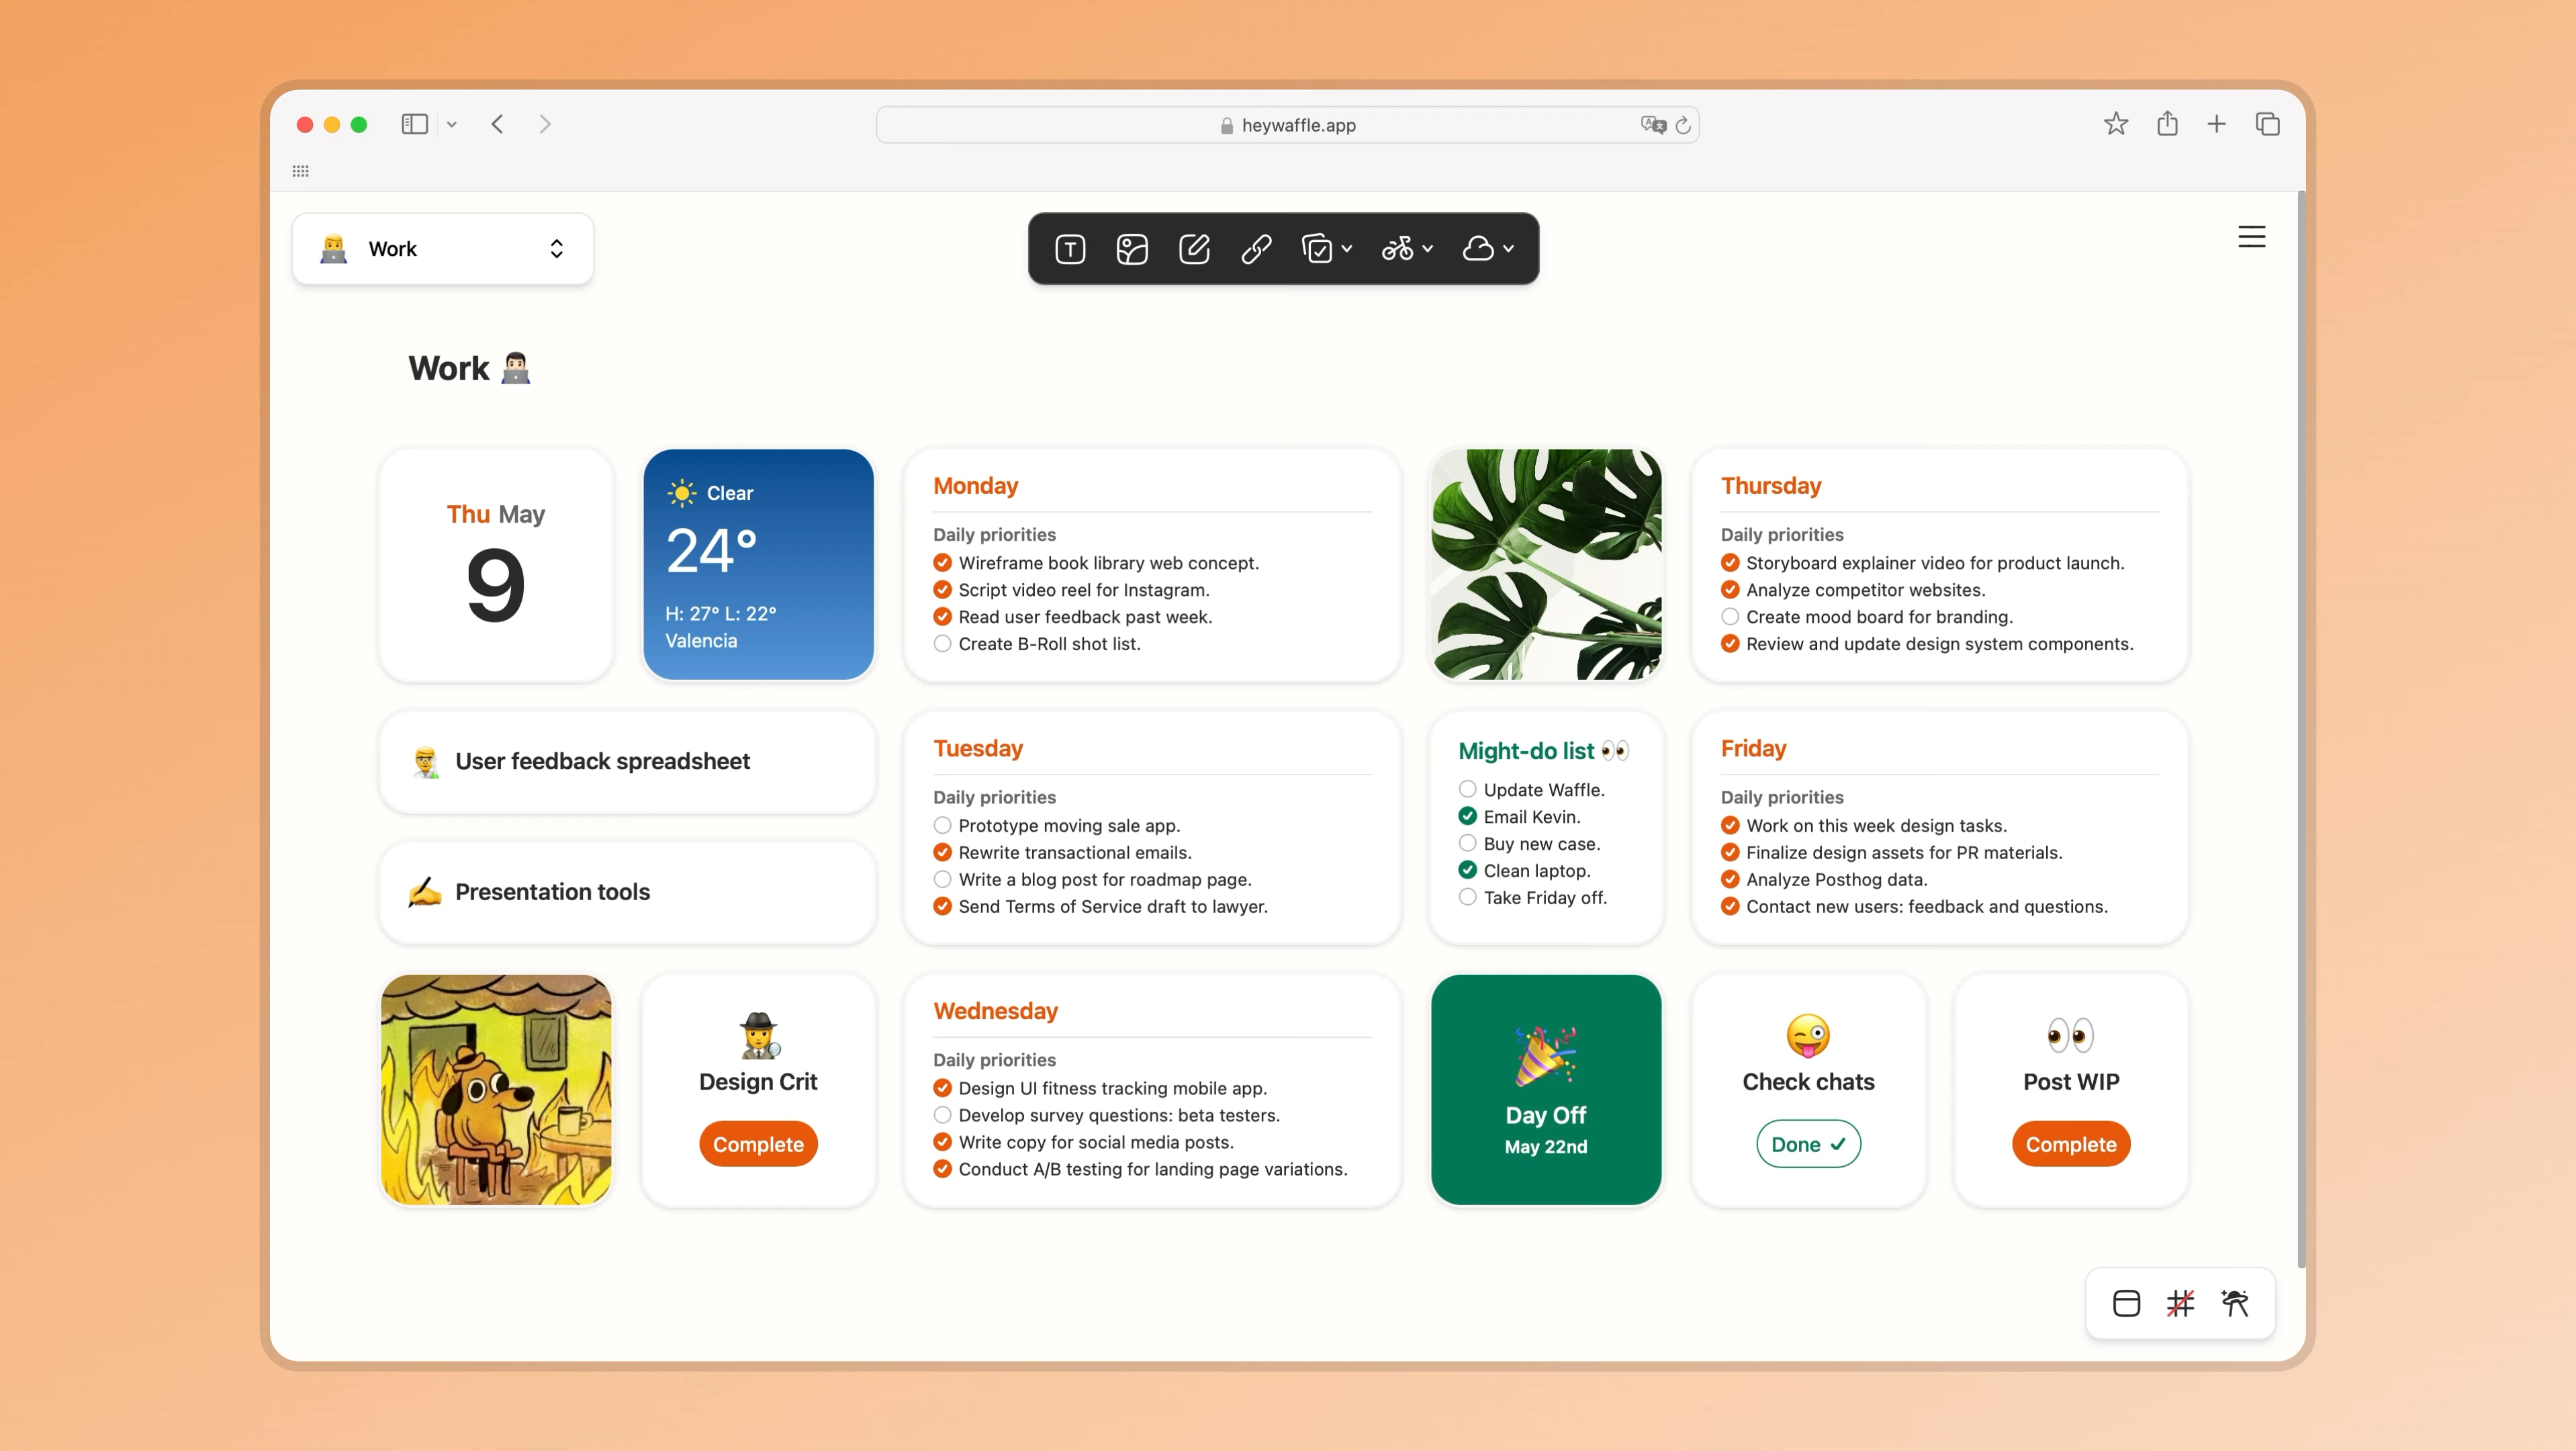 heywaffle.app
Work
Work
Thu May
9
Clear
24°
H: 27° L: 22°
Valencia
Monday
Daily priorities
Wireframe book library web concept.
Script video reel for Instagram.
Read user feedback past week.
Create B-Roll shot list.
Thursday
Daily priorities
Storyboard explainer video for product launch.
Analyze competitor websites.
Create mood board for branding.
Review and update design system components.
User feedback spreadsheet
Presentation tools
Tuesday
Daily priorities
Prototype moving sale app.
Rewrite transactional emails.
Write a blog post for roadmap page.
Send Terms of Service draft to lawyer.
Might-do list 👀
Update Waffle.
Email Kevin.
Buy new case.
Clean laptop.
Take Friday off.
Friday
Daily priorities
Work on this week design tasks.
Finalize design assets for PR materials.
Analyze Posthog data.
Contact new users: feedback and questions.
Design Crit
Complete
Wednesday
Daily priorities
Design UI fitness tracking mobile app.
Develop survey questions: beta testers.
Write copy for social media posts.
Conduct A/B testing for landing page variations.
Day Off
May 22nd
Check chats
Done ✓
Post WIP
Complete